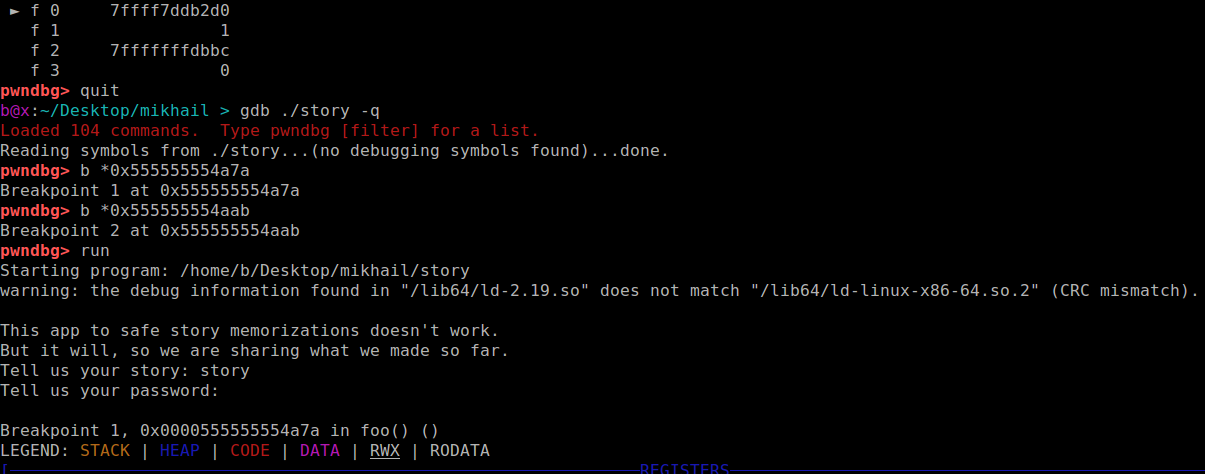 ► f 0     7ffff7ddb2d0
f 1                1
f 2     7fffffffdbbc
f 3                0
pwndbg> quit
b@x:~/Desktop/mikhail > gdb ./story -q
Loaded 104 commands.  Type pwndbg [filter] for a list.
Reading symbols from ./story...(no debugging symbols found)...done.
pwndbg> b *0x555555554a7a
Breakpoint 1 at 0x555555554a7a
pwndbg> b *0x555555554aab
Breakpoint 2 at 0x555555554aab
pwndbg> run
Starting program: /home/b/Desktop/mikhail/story
warning: the debug information found in "/lib64/ld-2.19.so" does not match "/lib64/ld-linux-x86-64.so.2" (CRC mismatch).
This app to safe story memorizations doesn't work.
But it will, so we are sharing what we made so far.
Tell us your story: story
Tell us your password:
Breakpoint 1, 0x0000555555554a7a in foo() ()
LEGEND: STACK | HEAP | CODE | DATA | RWX | RODATA
[──────REGISTERS──────